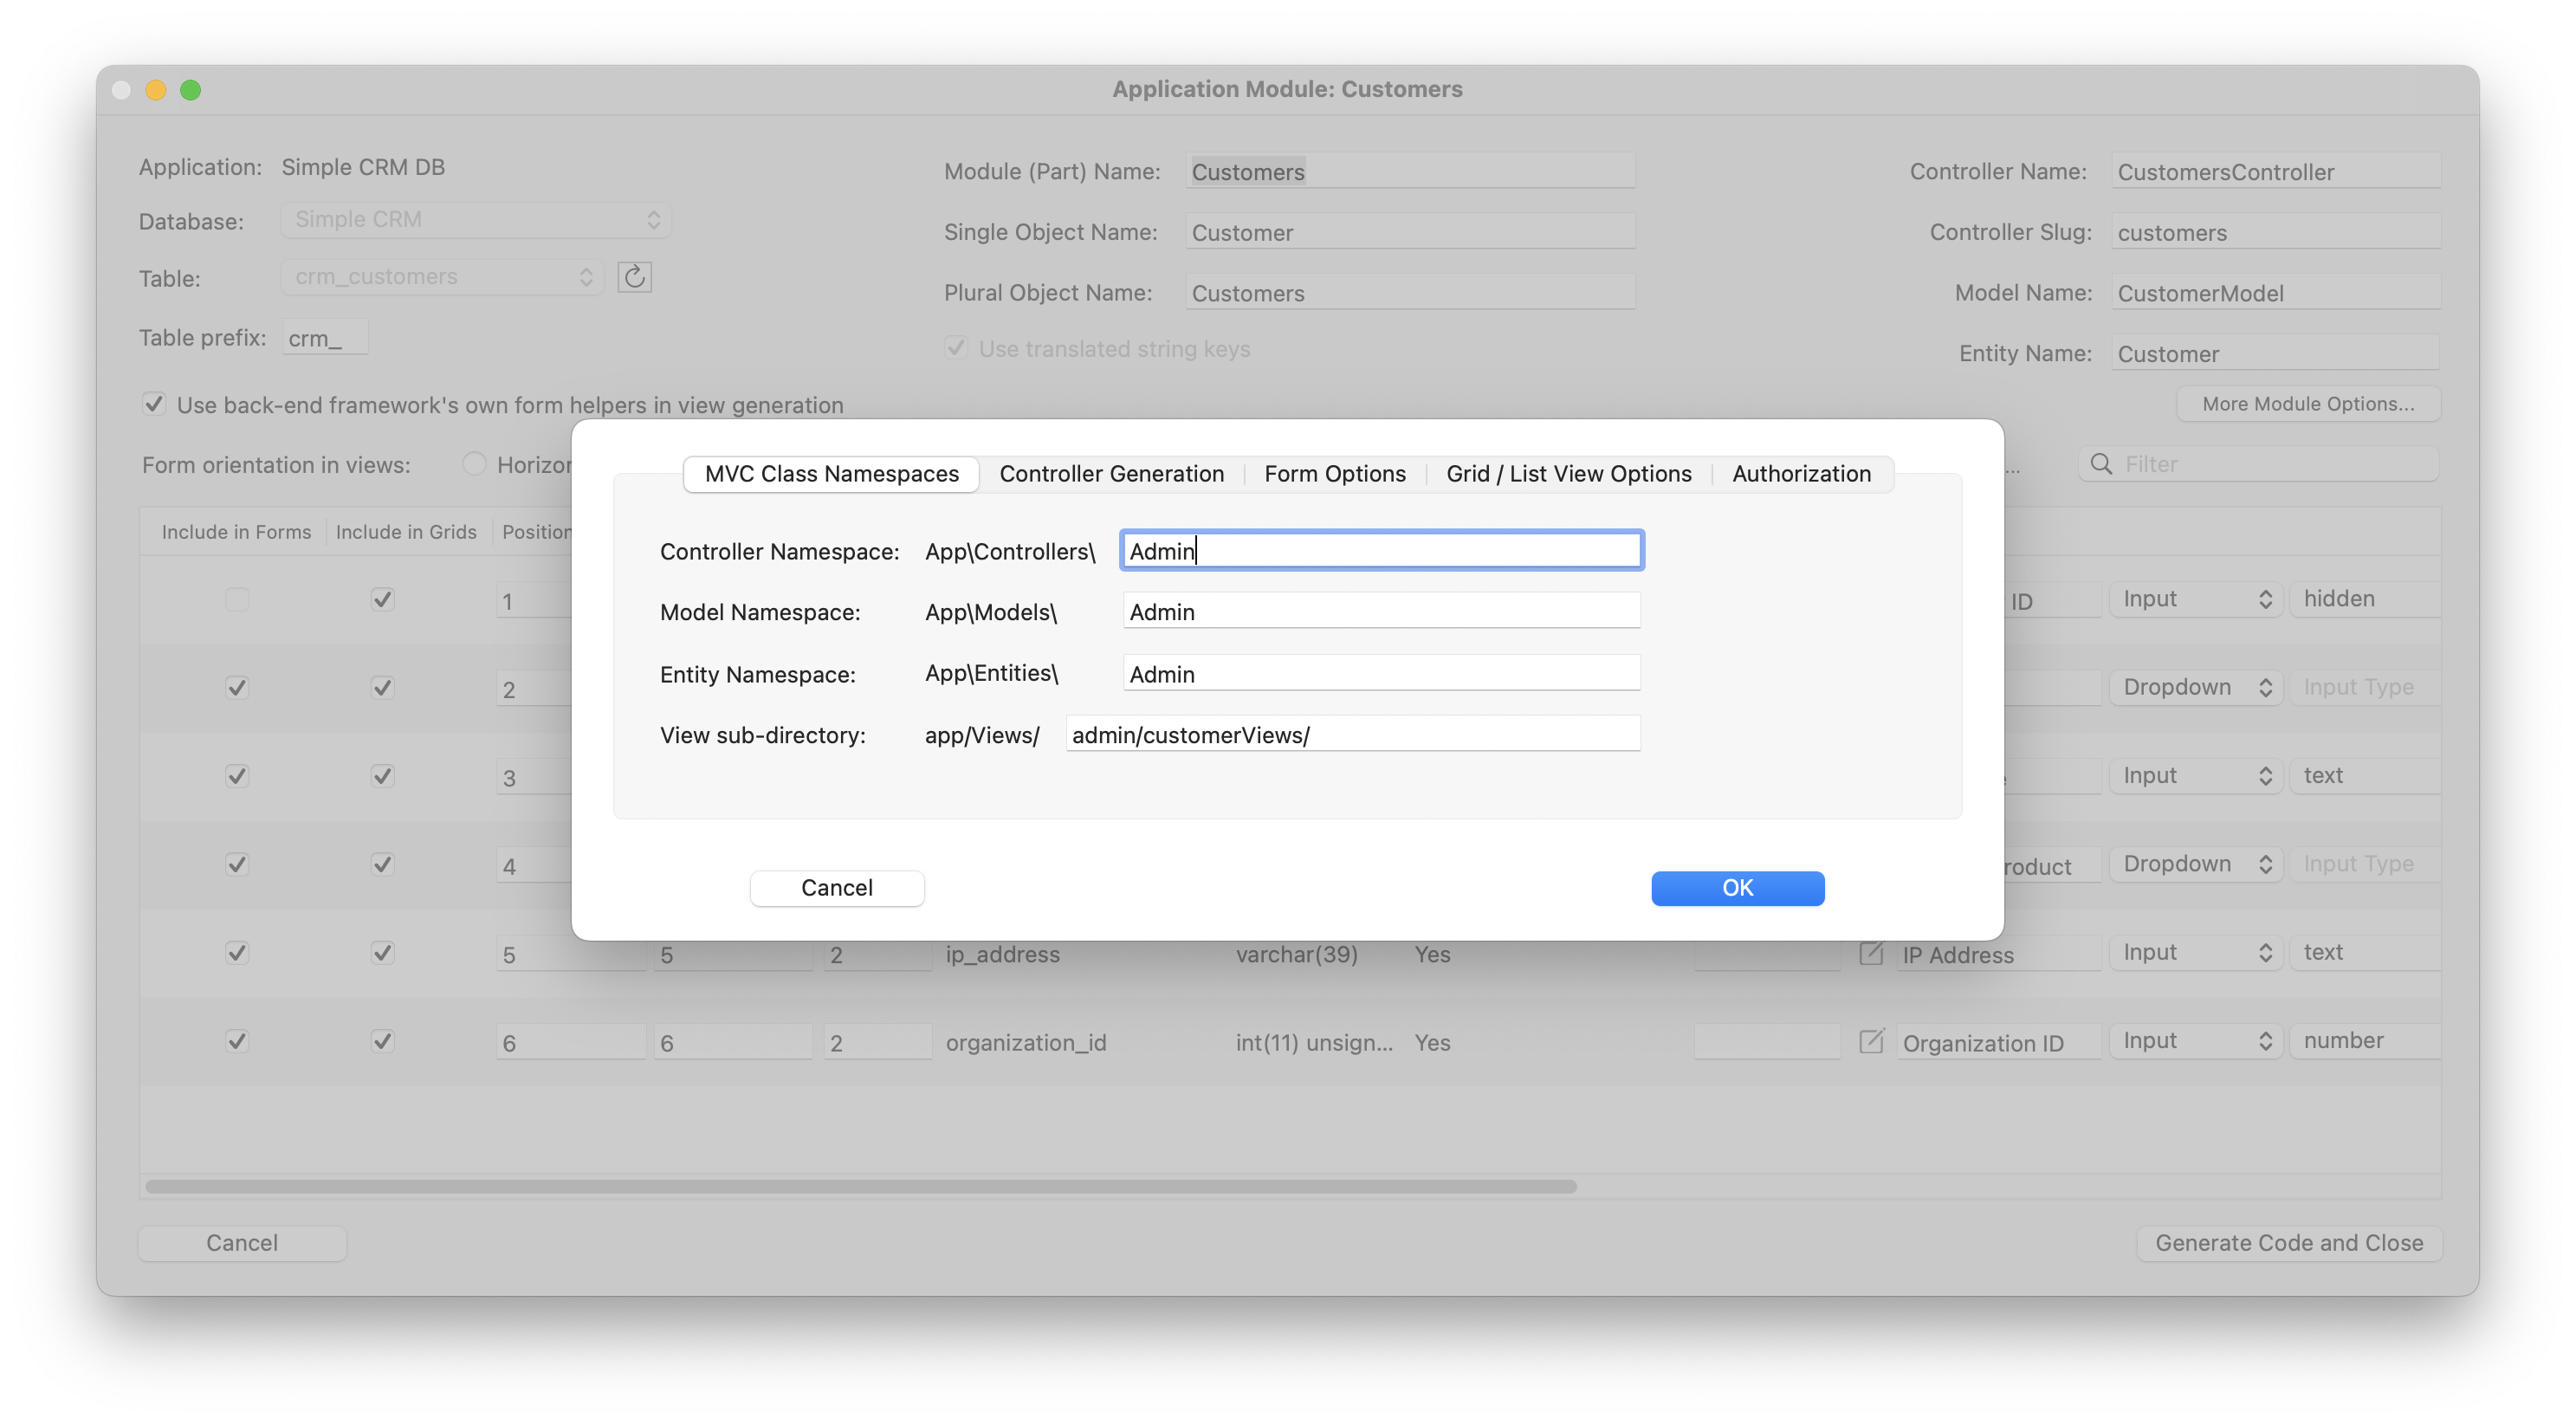 Application Module: Customers
Application: Simple CRM DB
Module (Part) Name: Customers
Controller Name: CustomersController
Database: Simple CRM
Single Object Name: Customer
Controller Slug: customers
Table: crm_customers
Plural Object Name: Customers
Model Name: CustomerModel
Table prefix: crm_
Use translated string keys
Entity Name: Customer
Use back-end framework's own form helpers in view generation
More Module Options...
Form orientation in views:
... Filter
MVC Class Namespaces Controller Generation Form Options Grid / List View Options Authorization
Include in Forms Include in Grids Position
Controller Namespace: App\Controllers\ Admin
Model Namespace: App\Models\ Admin
Entity Namespace: App\Entities\ Admin
View sub-directory: app/Views/ admin/customerViews/
Cancel OK
1 ID Input hidden
2 Dropdown Input Type
3 Input text
4 Dropdown Input Type
5 5 2 ip_address varchar(39) Yes IP Address Input text
6 6 2 organization_id int(11) unsign... Yes Organization ID Input number
Cancel Generate Code and Close